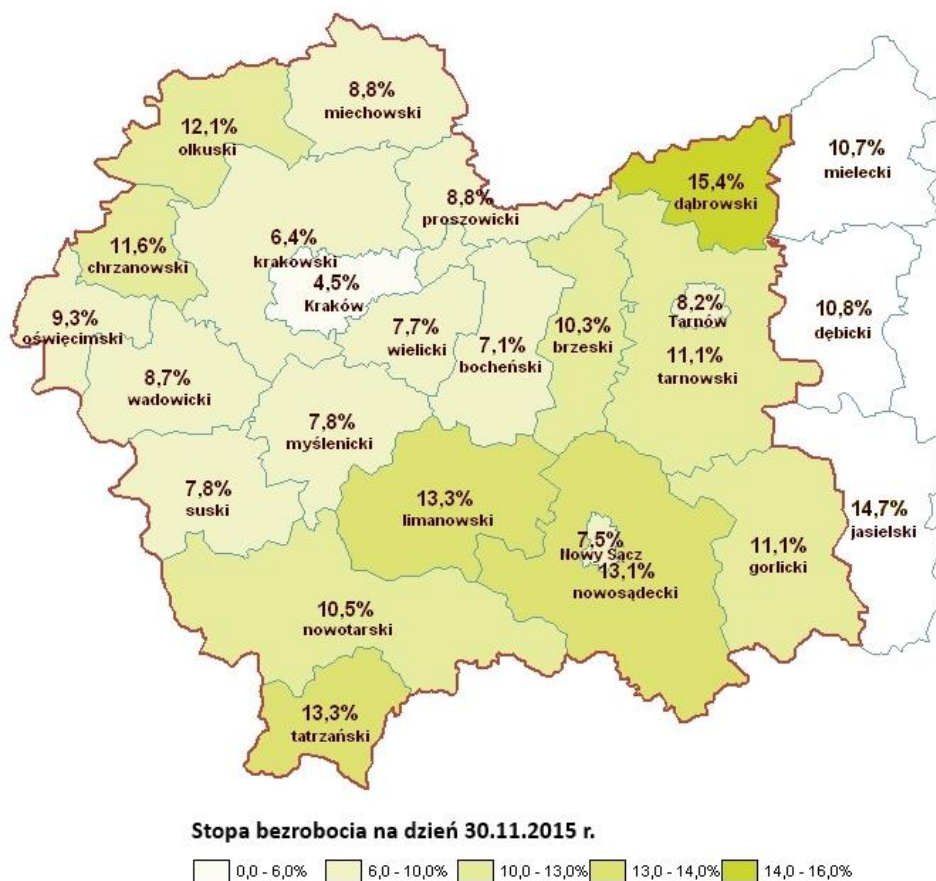 8,8%
miechowski
12,1%
olkuski
10,7%
mielecki
15,4%
dąbrowski
8,8%
proszowicki
11,6%
chrzanowski
6,4%
krakowski
4,5%
Kraków
8,2%
Tarnów
10,8%
dębicki
9,3%
oświęcimski
7,7%
wielicki
7,1%
bocheński
10,3%
brzeski
11,1%
tarnowski
8,7%
wadowicki
7,8%
myślenicki
7,8%
suski
13,3%
limanowski
14,7%
jasielski
7,5%
Nowy Sącz
13,1%
nowosądecki
11,1%
gorlicki
10,5%
nowotarski
13,3%
tatrzański
Stopa bezrobocia na dzień 30.11.2015 r.
0,0 - 6,0% 6,0 - 10,0% 10,0 - 13,0% 13,0 - 14,0% 14,0 - 16,0%